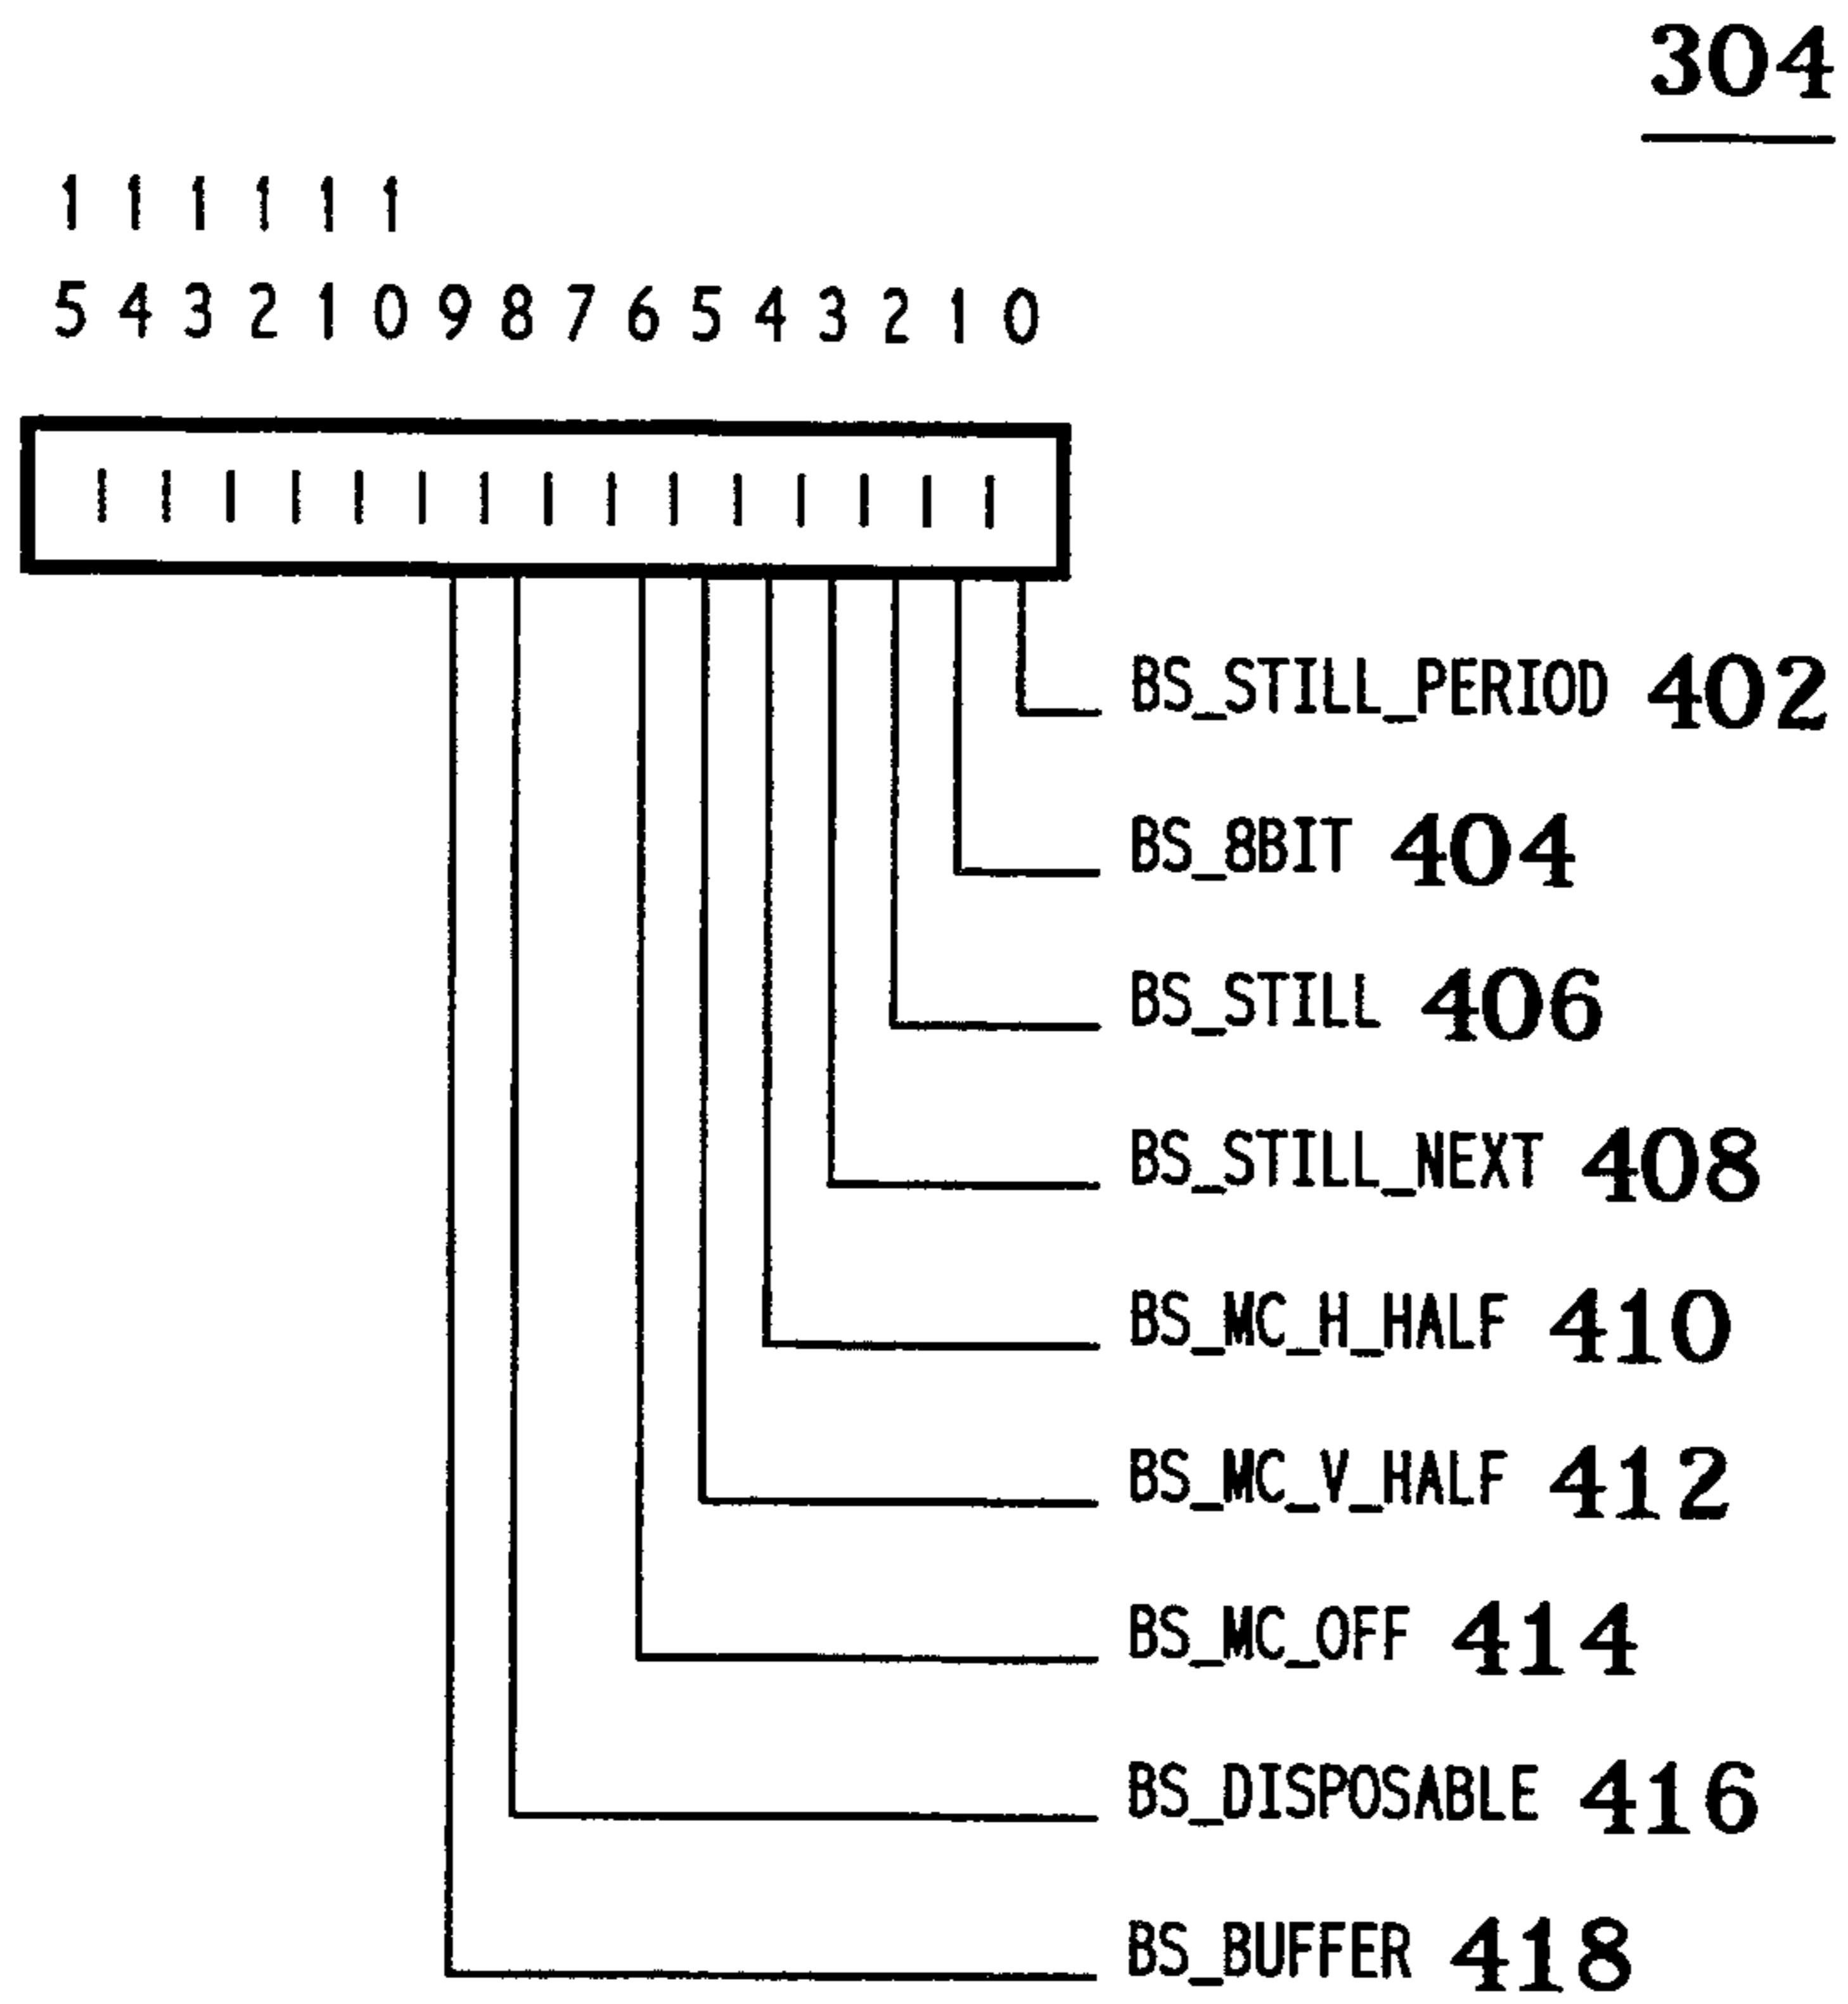 304
1 1 1 1 1 1
5 4 3 2 1 0 9 8 7 6 5 4 3 2 1 0
BS_STILL_PERIOD 402
BS_8BIT 404
BS_STILL 406
BS_STILL_NEXT 408
BS_MC_H_HALF 410
BS_MC_V_HALF 412
BS_MC_OFF 414
BS_DISPOSABLE 416
BS_BUFFER 418